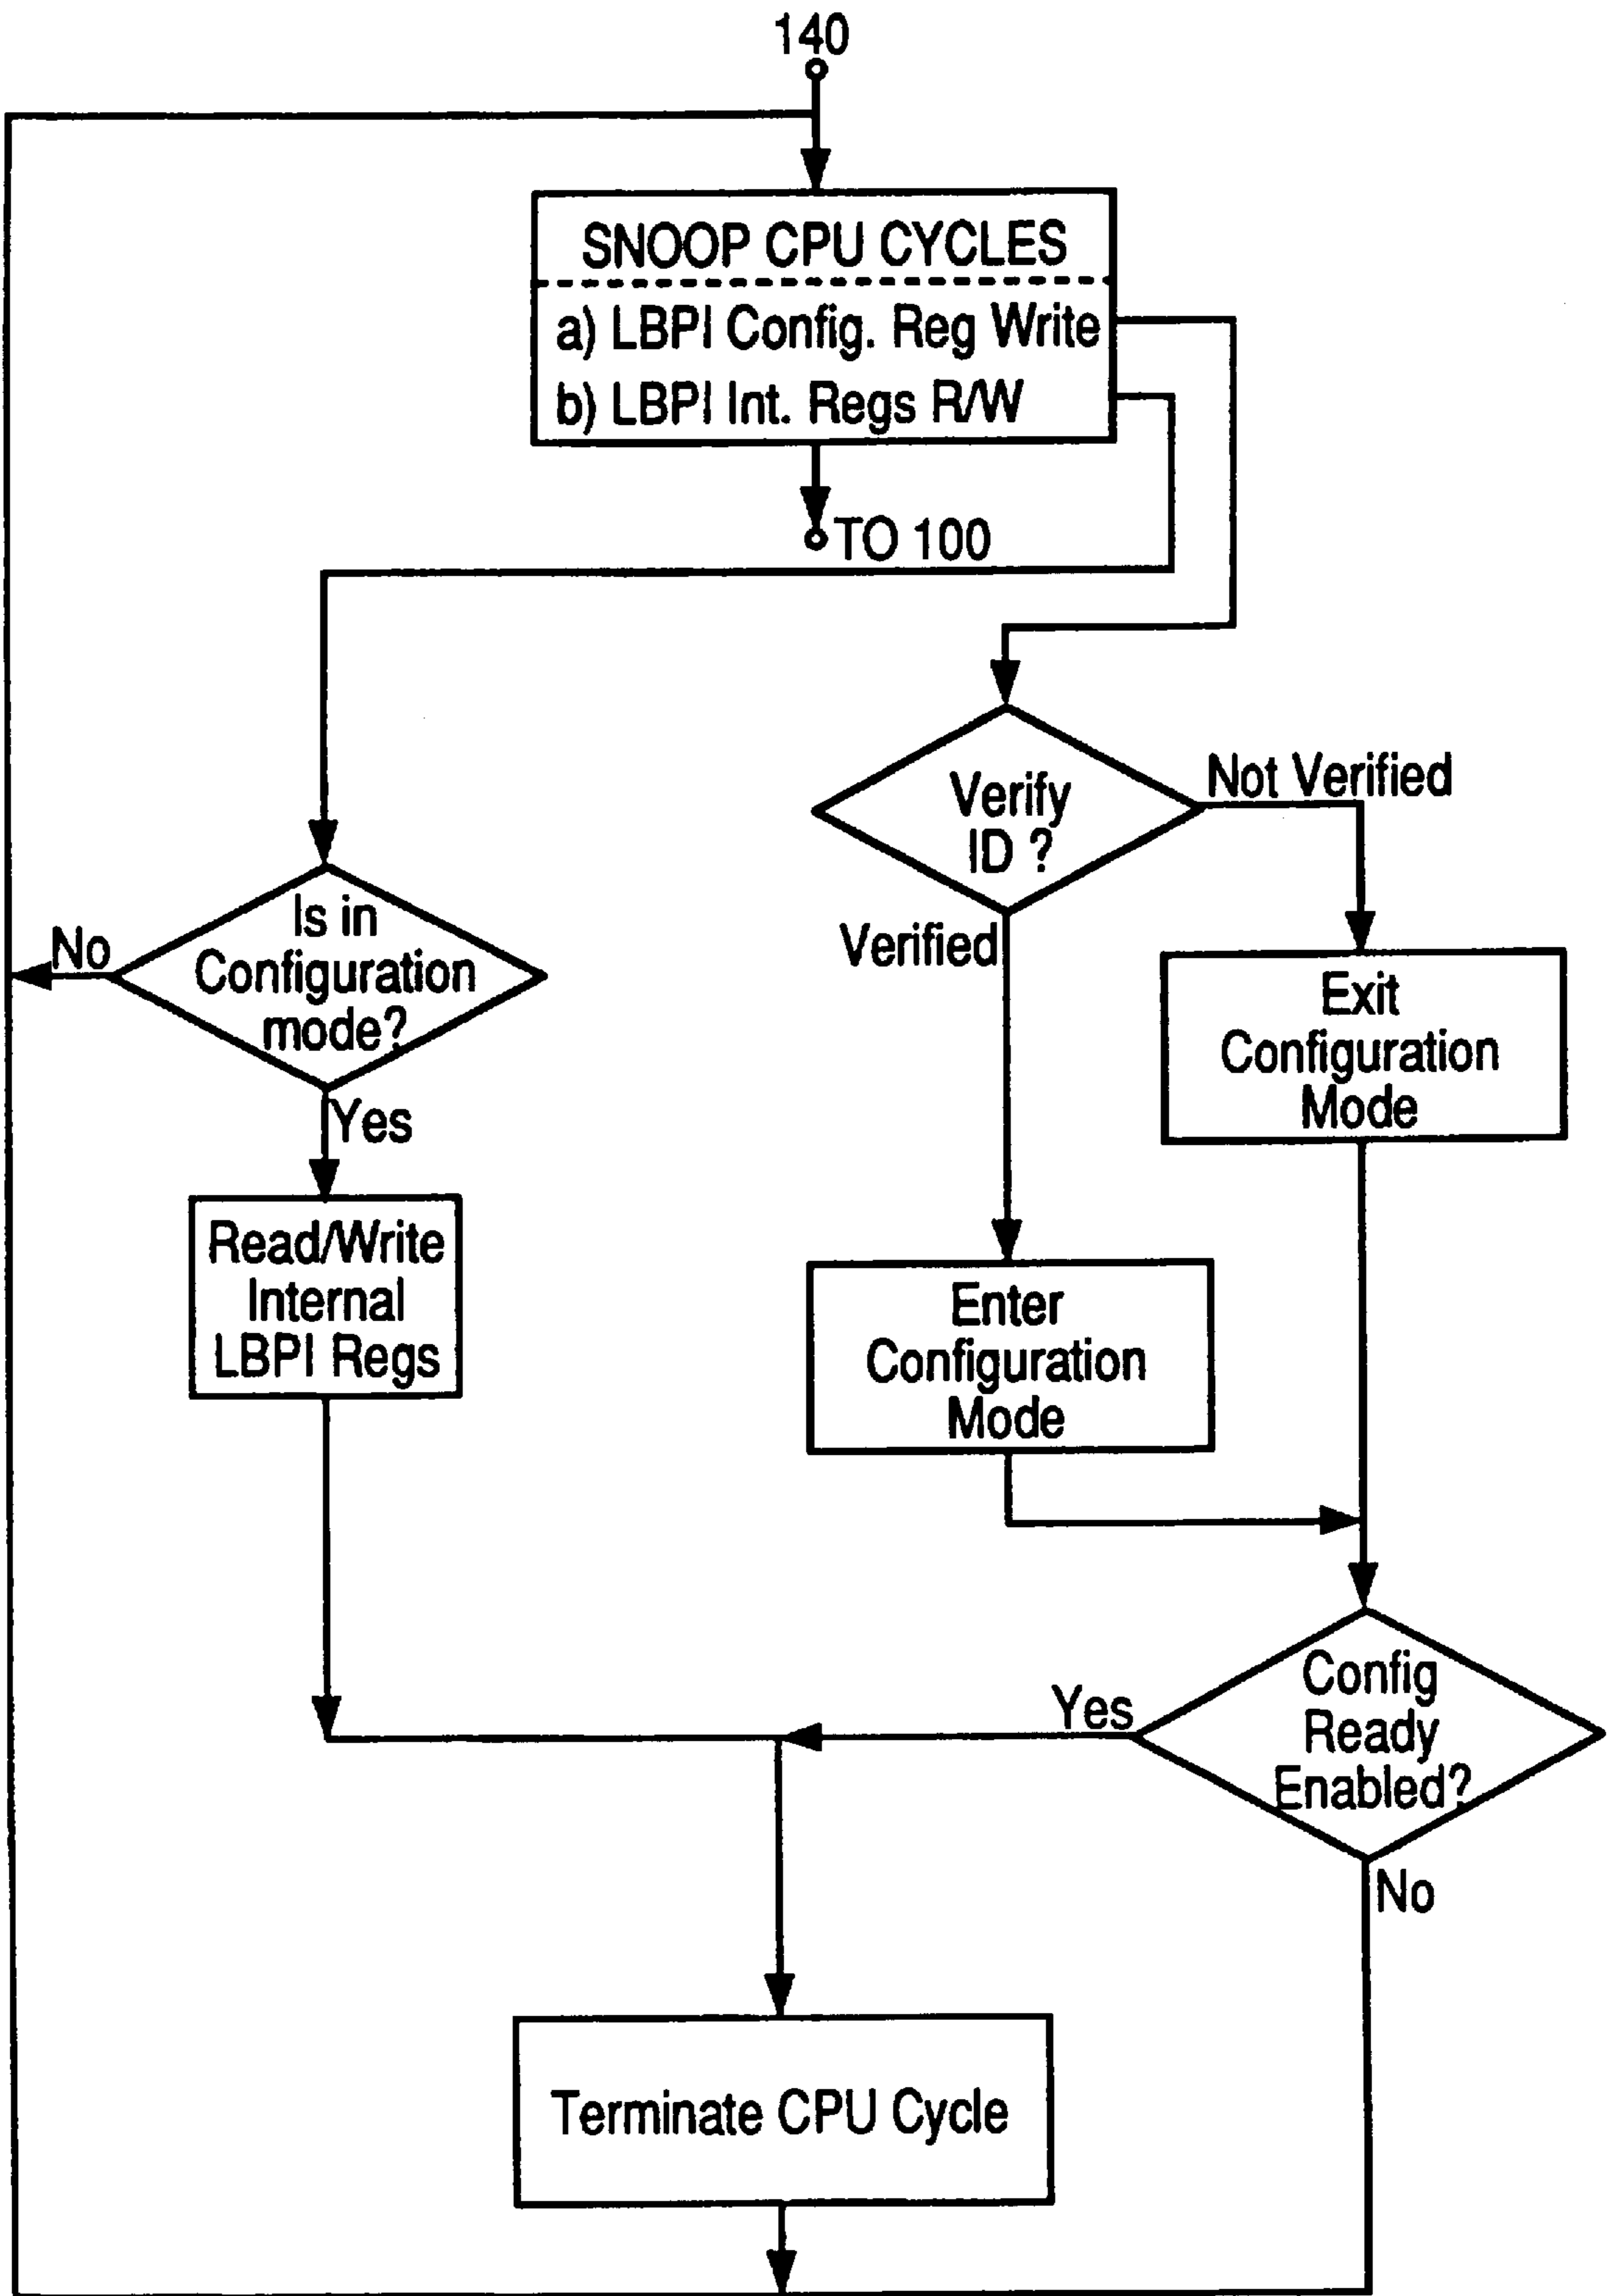 140
SNOOP CPU CYCLES
a) LBPI Config. Reg Write
b) LBPI Int. Regs R/W
TO 100
Verify
ID ?
Not Verified
Verified
Is in
Configuration
mode?
No
Yes
Exit
Configuration
Mode
Read/Write
Internal
LBPI Regs
Enter
Configuration
Mode
Config
Ready
Enabled?
Yes
No
Terminate CPU Cycle